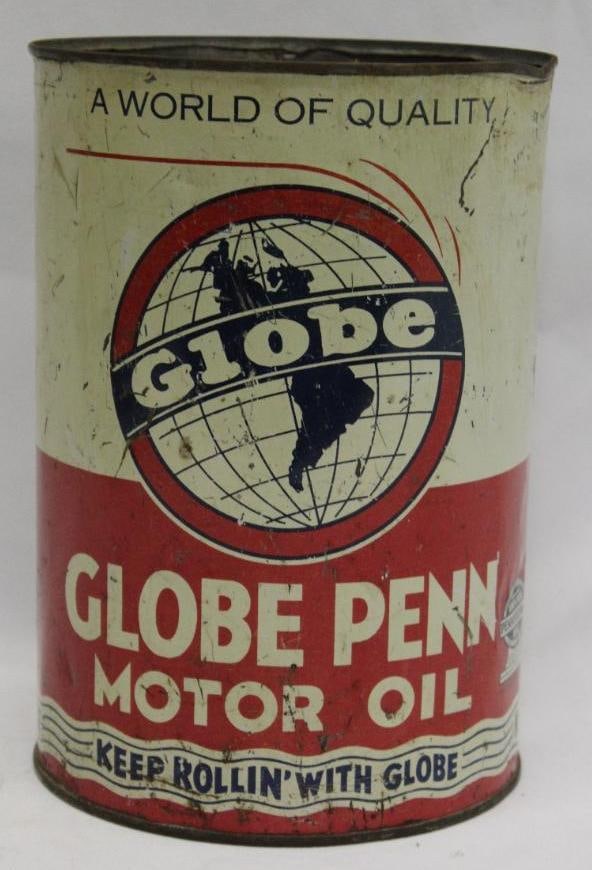 A WORLD OF QUALITY
Globe
GLOBE PENN
MOTOR OIL
KEEP ROLLIN' WITH GLOBE